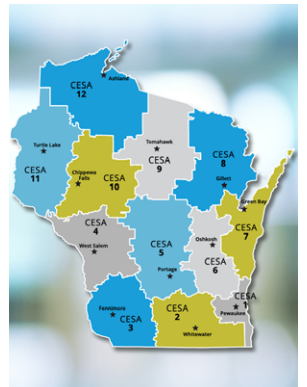 Ashland
CESA
12
Tomahawk
CESA
9
CESA
8
Gillett
Turtle Lake
CESA
11
Chippewa
Falls
CESA
10
Green Bay
CESA
7
CESA
4
West Salem
CESA
5
Portage
Oshkosh
CESA
6
CESA
1
Pewaukee
Fennimore
CESA
3
CESA
2
Whitewater